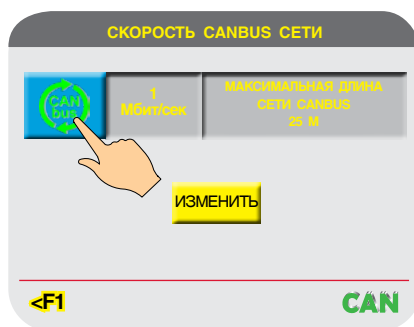 СКОРОСТЬ CANBUS СЕТИ
CAN
bus
1
Мбит/сек
МАКСИМАЛЬНАЯ ДЛИНА
СЕТИ CANBUS
25 М
ИЗМЕНИТЬ
<F1
CAN